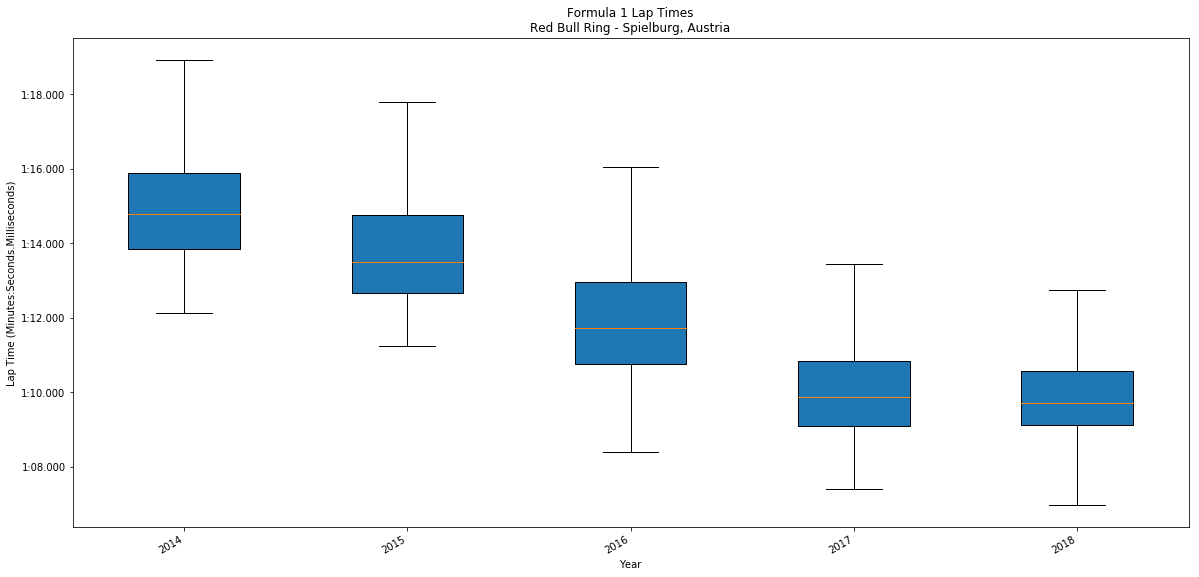 Formula 1 Lap Times
Red Bull Ring - Spielburg, Austria
Lap Time (Minutes:Seconds.Milliseconds)
1:18.000
1:16.000
1:14.000
1:12.000
1:10.000
1:08.000
2014
2015
2016
2017
2018
Year